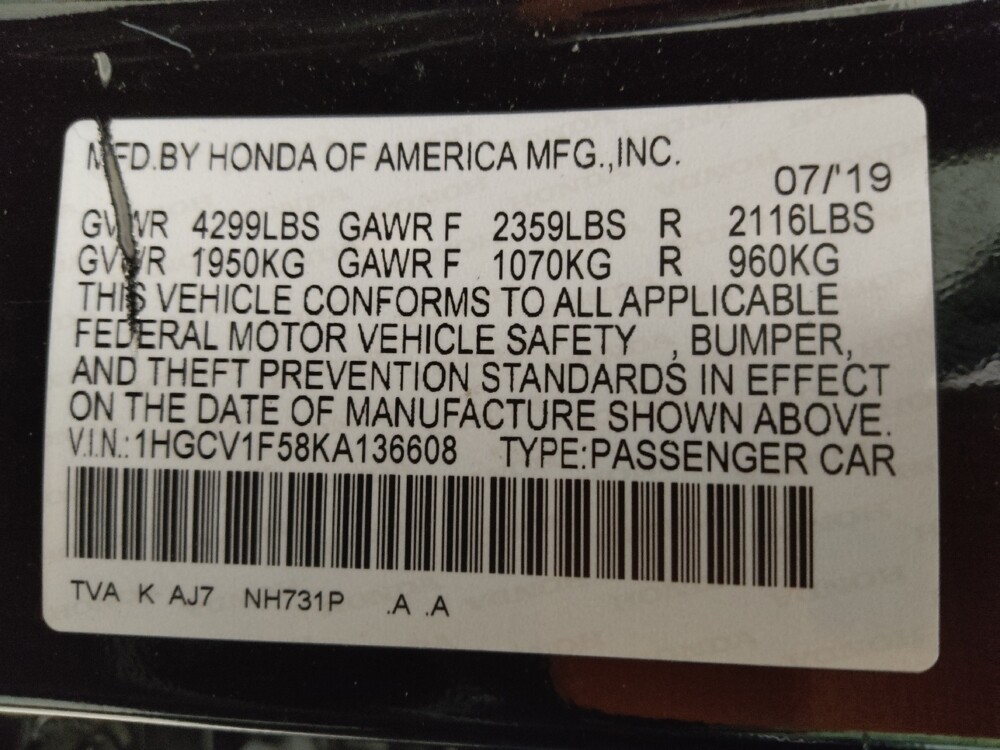 MFD.BY HONDA OF AMERICA MFG.,INC.
07/'19
GVWR 4299LBS GAWR F 2359LBS R 2116LBS
GVWR 1950KG GAWR F 1070KG R 960KG
THIS VEHICLE CONFORMS TO ALL APPLICABLE
FEDERAL MOTOR VEHICLE SAFETY , BUMPER,
AND THEFT PREVENTION STANDARDS IN EFFECT
ON THE DATE OF MANUFACTURE SHOWN ABOVE.
V.I.N.:1HGCV1F58KA136608 TYPE:PASSENGER CAR
TVA K AJ7 NH731P .A .A